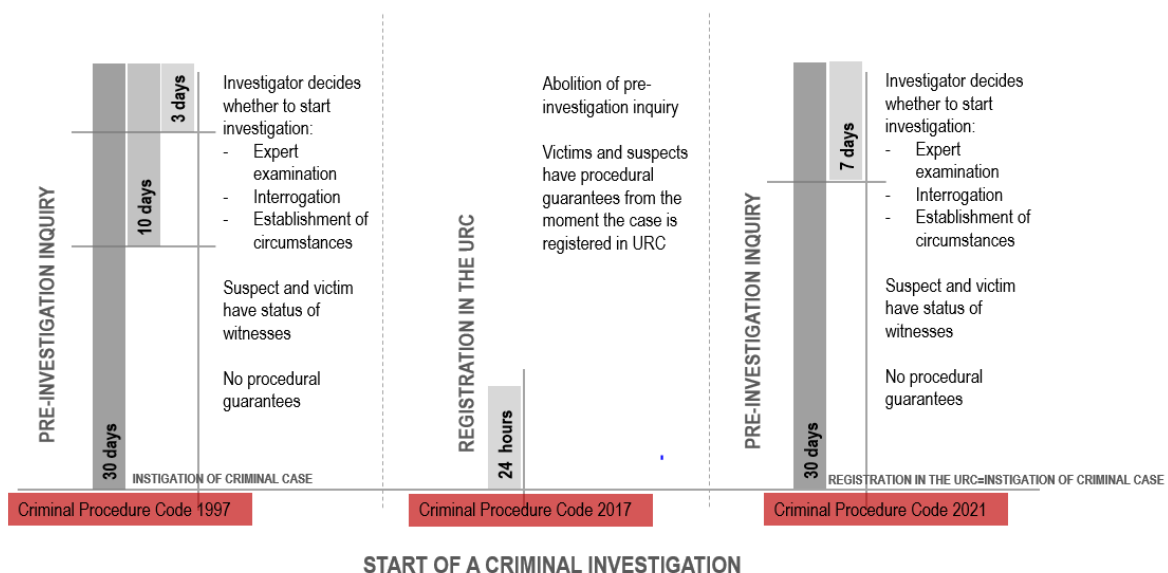 PRE-INVESTIGATION INQUIRY
30 days
10 days
3 days
Investigator decides
whether to start
investigation:
- Expert
examination
- Interrogation
- Establishment of
circumstances
Suspect and victim
have status of
witnesses
No procedural
guarantees
INSTIGATION OF CRIMINAL CASE
Criminal Procedure Code 1997
REGISTRATION IN THE URC
24 hours
Abolition of pre-
investigation inquiry
Victims and suspects
have procedural
guarantees from the
moment the case is
registered in URC
Criminal Procedure Code 2017
PRE-INVESTIGATION INQUIRY
30 days
7 days
Investigator decides
whether to start
investigation:
- Expert
examination
- Interrogation
- Establishment of
circumstances
Suspect and victim
have status of
witnesses
No procedural
guarantees
REGISTRATION IN THE URC=INSTIGATION OF CRIMINAL CASE
Criminal Procedure Code 2021
START OF A CRIMINAL INVESTIGATION